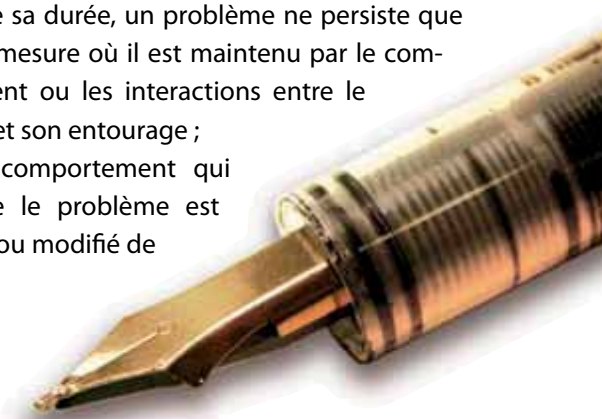 e sa durée, un problème ne persiste que
mesure où il est maintenu par le com-
ent ou les interactions entre le
et son entourage ;
comportement qui
e le problème est
ou modifié de